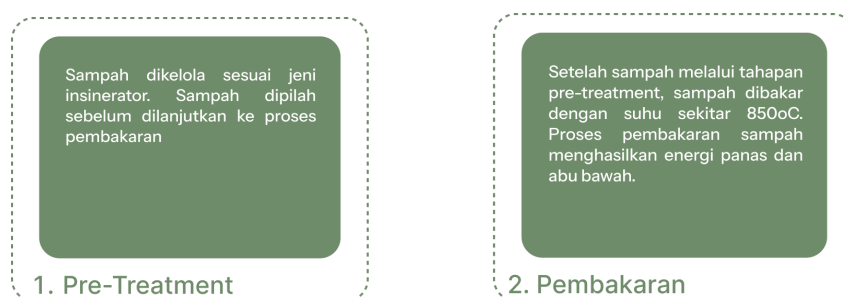 Sampah dikelola sesuai jeni
insinerator. Sampah dipilah
sebelum dilanjutkan ke proses
pembakaran
1. Pre-Treatment
Setelah sampah melalui tahapan
pre-treatment, sampah dibakar
dengan suhu sekitar 850oC.
Proses pembakaran sampah
menghasilkan energi panas dan
abu bawah.
2. Pembakaran